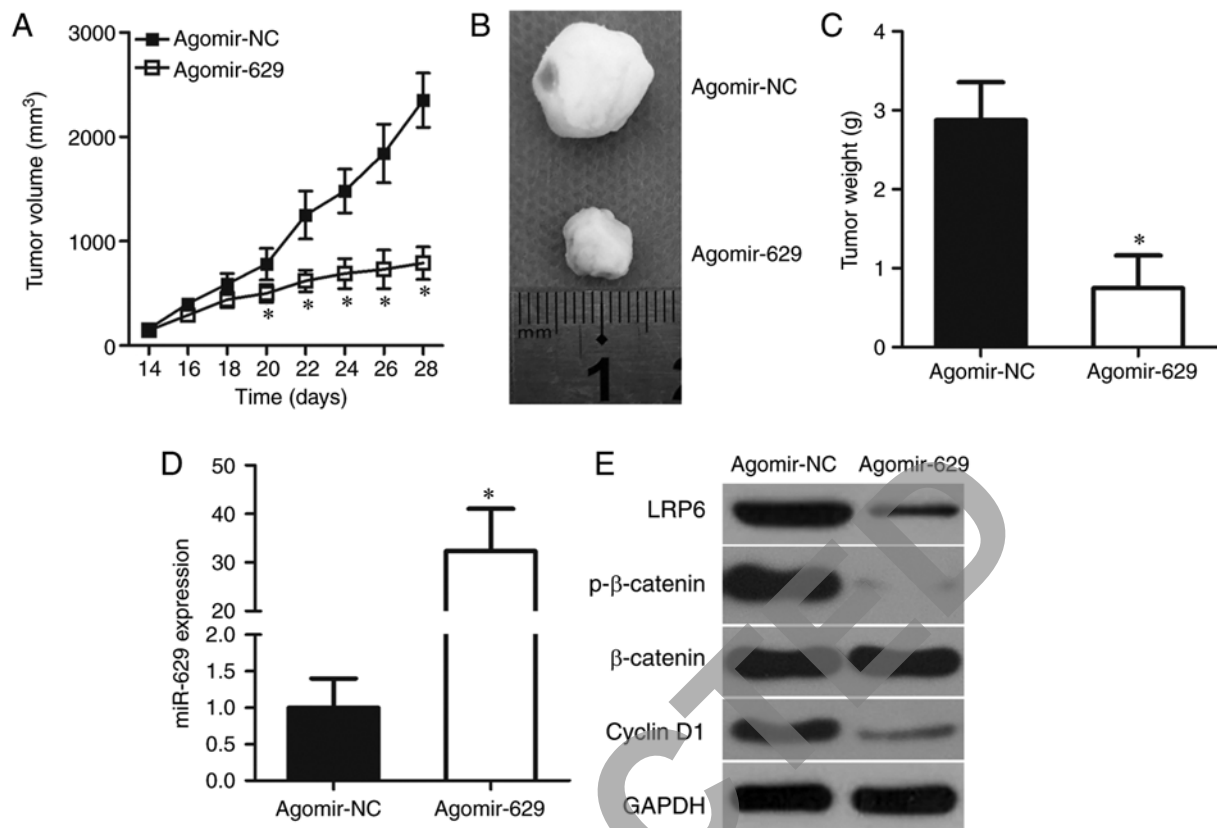 A
Tumor volume (mm³)
3000
2000
1000
0
Agomir-NC
Agomir-629
* * * * *
14 16 18 20 22 24 26 28
Time (days)
B
Agomir-NC
Agomir-629
mm
1
C
Tumor weight (g)
4
3
2
1
0
*
Agomir-NC Agomir-629
D
miR-629 expression
50
40
30
20
2.0
1.5
1.0
0.5
0.0
*
Agomir-NC Agomir-629
E
Agomir-NC Agomir-629
LRP6
p-β-catenin
β-catenin
Cyclin D1
GAPDH
CTED